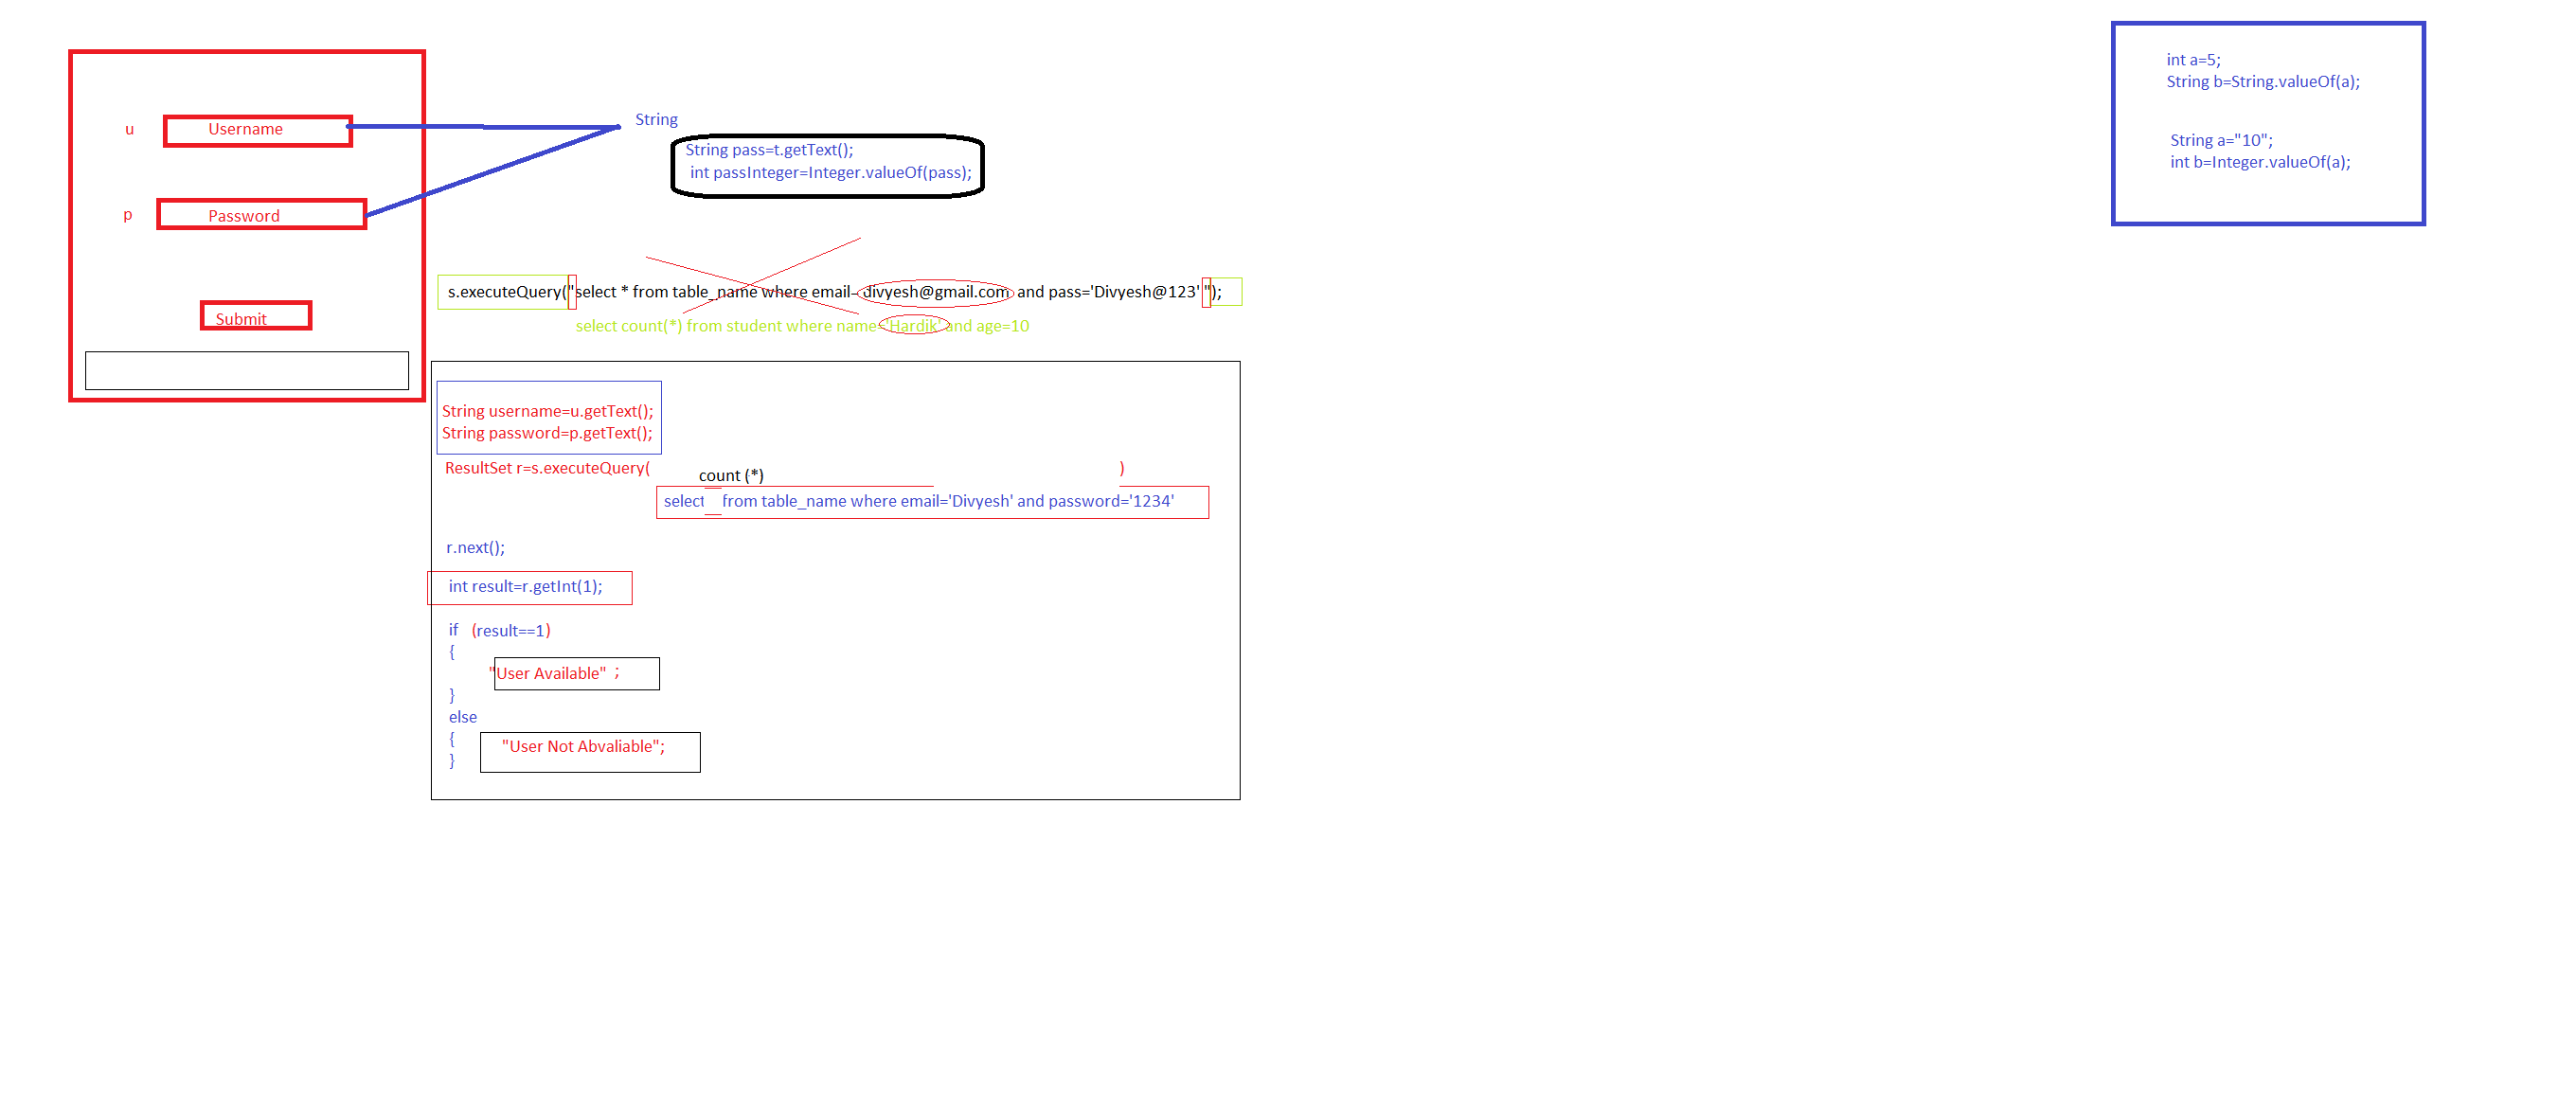 u Username
p Password
Submit
String
String pass=t.getText();
int passInteger=Integer.valueOf(pass);
s.executeQuery("select * from table_name where email= divyesh@gmail.com and pass='Divyesh@123' ");
select count(*) from student where name='Hardik' and age=10
String username=u.getText();
String password=p.getText();
ResultSet r=s.executeQuery( )
count (*)
select from table_name where email='Divyesh' and password='1234'
r.next();
int result=r.getInt(1);
if (result==1)
{
"User Available" ;
}
else
{
"User Not Abvaliable";
}
int a=5;
String b=String.valueOf(a);
String a="10";
int b=Integer.valueOf(a);